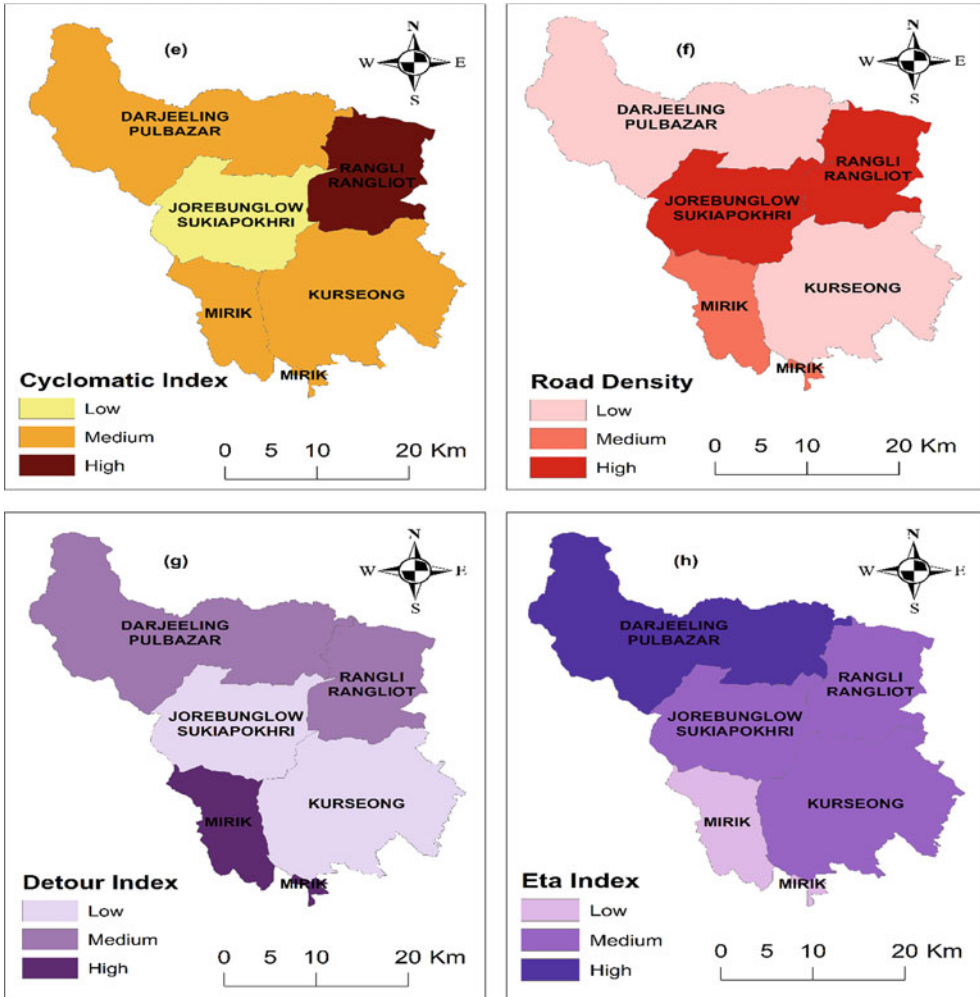 (e)
N
W E
S
DARJEELING
PULBAZAR
RANGLI
RANGLIOT
JOREBUNGLOW
SUKIAPOKHRI
KURSEONG
MIRIK
MIRIK
Cyclomatic Index
Low
Medium
High
0 5 10 20 Km
(f)
N
W E
S
DARJEELING
PULBAZAR
RANGLI
RANGLIOT
JOREBUNGLOW
SUKIAPOKHRI
KURSEONG
MIRIK
MIRIK
Road Density
Low
Medium
High
0 5 10 20 Km
(g)
N
W E
S
DARJEELING
PULBAZAR
RANGLI
RANGLIOT
JOREBUNGLOW
SUKIAPOKHRI
KURSEONG
MIRIK
MIRIK
Detour Index
Low
Medium
High
0 5 10 20 Km
(h)
N
W E
S
DARJEELING
PULBAZAR
RANGLI
RANGLIOT
JOREBUNGLOW
SUKIAPOKHRI
KURSEONG
MIRIK
MIRIK
Eta Index
Low
Medium
High
0 5 10 20 Km